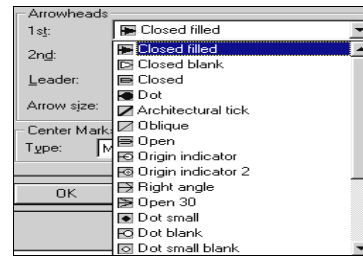 Arrowheads
1st:
Closed filled
2nd:
Leader:
Arrow size:
Center Mark
Type: M
OK
Closed filled
Closed blank
Closed
Dot
Architectural tick
Oblique
Open
Origin indicator
Origin indicator 2
Right angle
Open 30
Dot small
Dot blank
Dot small blank